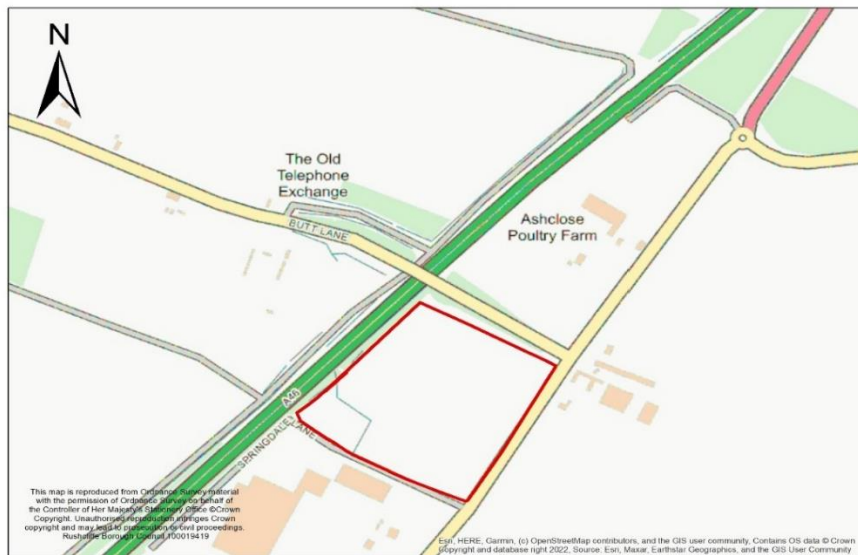 N
The Old
Telephone
Exchange
BUTT LANE
Ashclose
Poultry Farm
A46
SPRINGDALE LANE
This map is reproduced from Ordnance Survey material
with the permission of Ordnance Survey on behalf of
the Controller of Her Majesty's Stationery Office ©Crown
Copyright. Unauthorised reproduction infringes Crown
copyright and may lead to prosecution or civil proceedings.
Rushcliffe Borough Council 100019419
Esri, HERE, Garmin, (c) OpenStreetMap contributors, and the GIS user community, Contains OS data © Crown
Copyright and database right 2022, Source: Esri, Maxar, Earthstar Geographics, and the GIS User Community